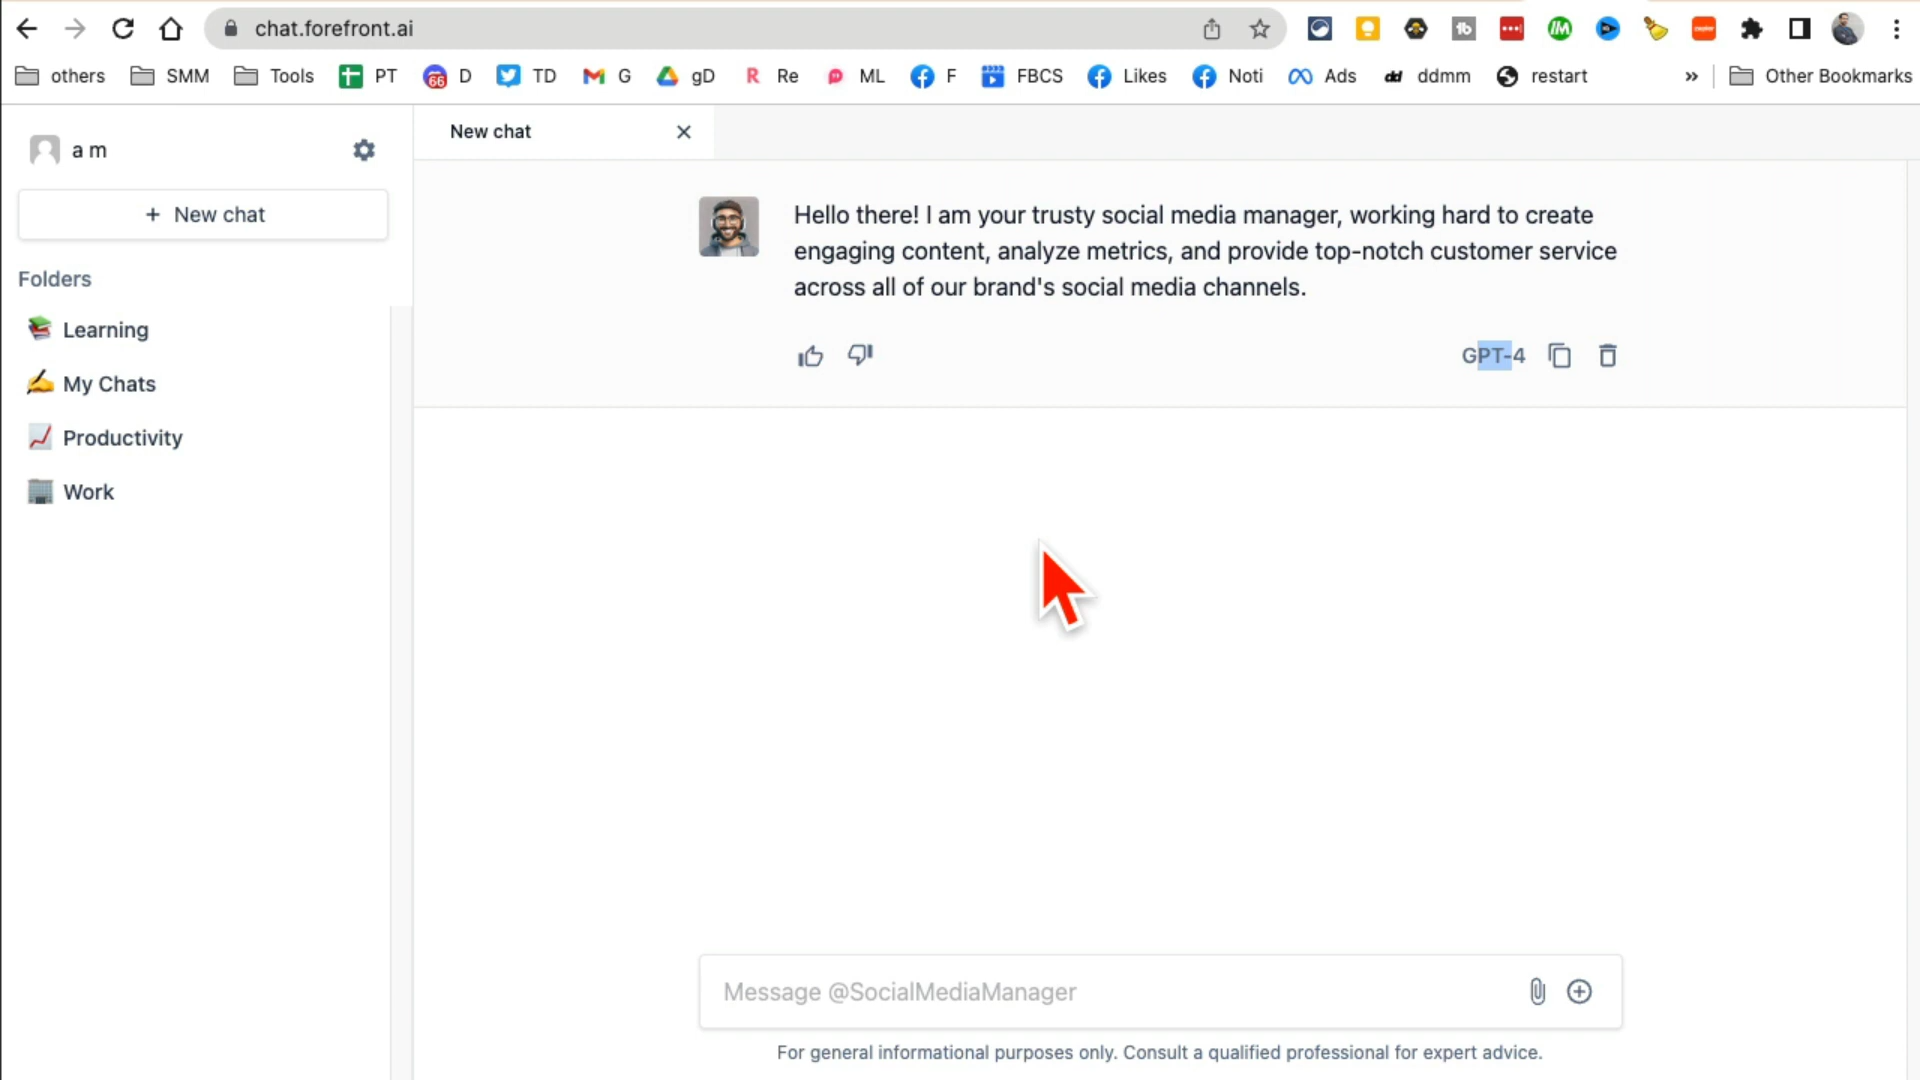 chat.forefront.ai
others SMM Tools PT 66 D TD G gD R Re ML F FBCS Likes Noti Ads dd ddmm restart » Other Bookmarks
a m
New chat
+ New chat
Hello there! I am your trusty social media manager, working hard to create
engaging content, analyze metrics, and provide top-notch customer service
across all of our brand's social media channels.
GPT-4
Folders
Learning
My Chats
Productivity
Work
Message @SocialMediaManager
For general informational purposes only. Consult a qualified professional for expert advice.